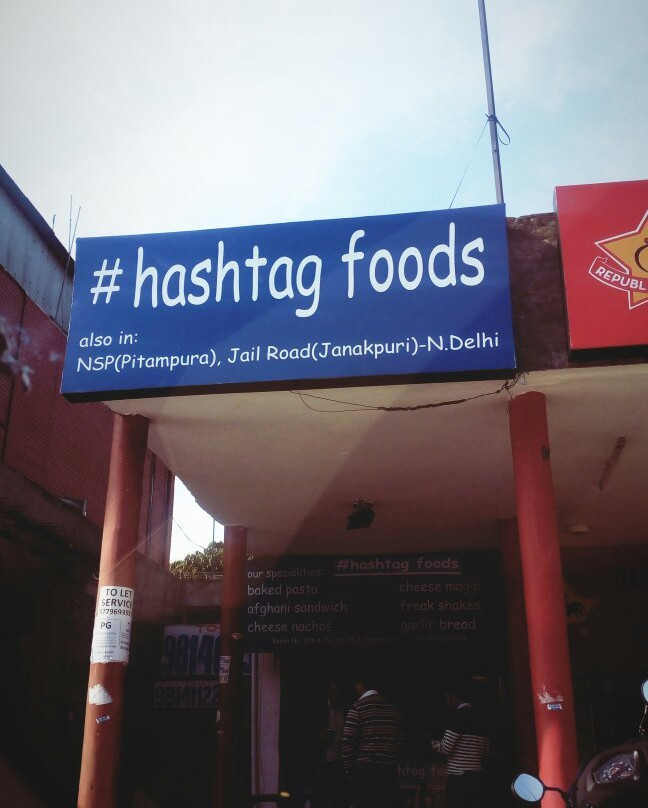 #hashtag foods
also in:
NSP(Pitampura), Jail Road(Janakpuri)-N.Delhi
REPUBL
#hashtag foods
our specialities:
baked pasta cheese maggi
afghani sandwich freak shakes
cheese nachos garlic bread
TO LET
SERVICE
PG